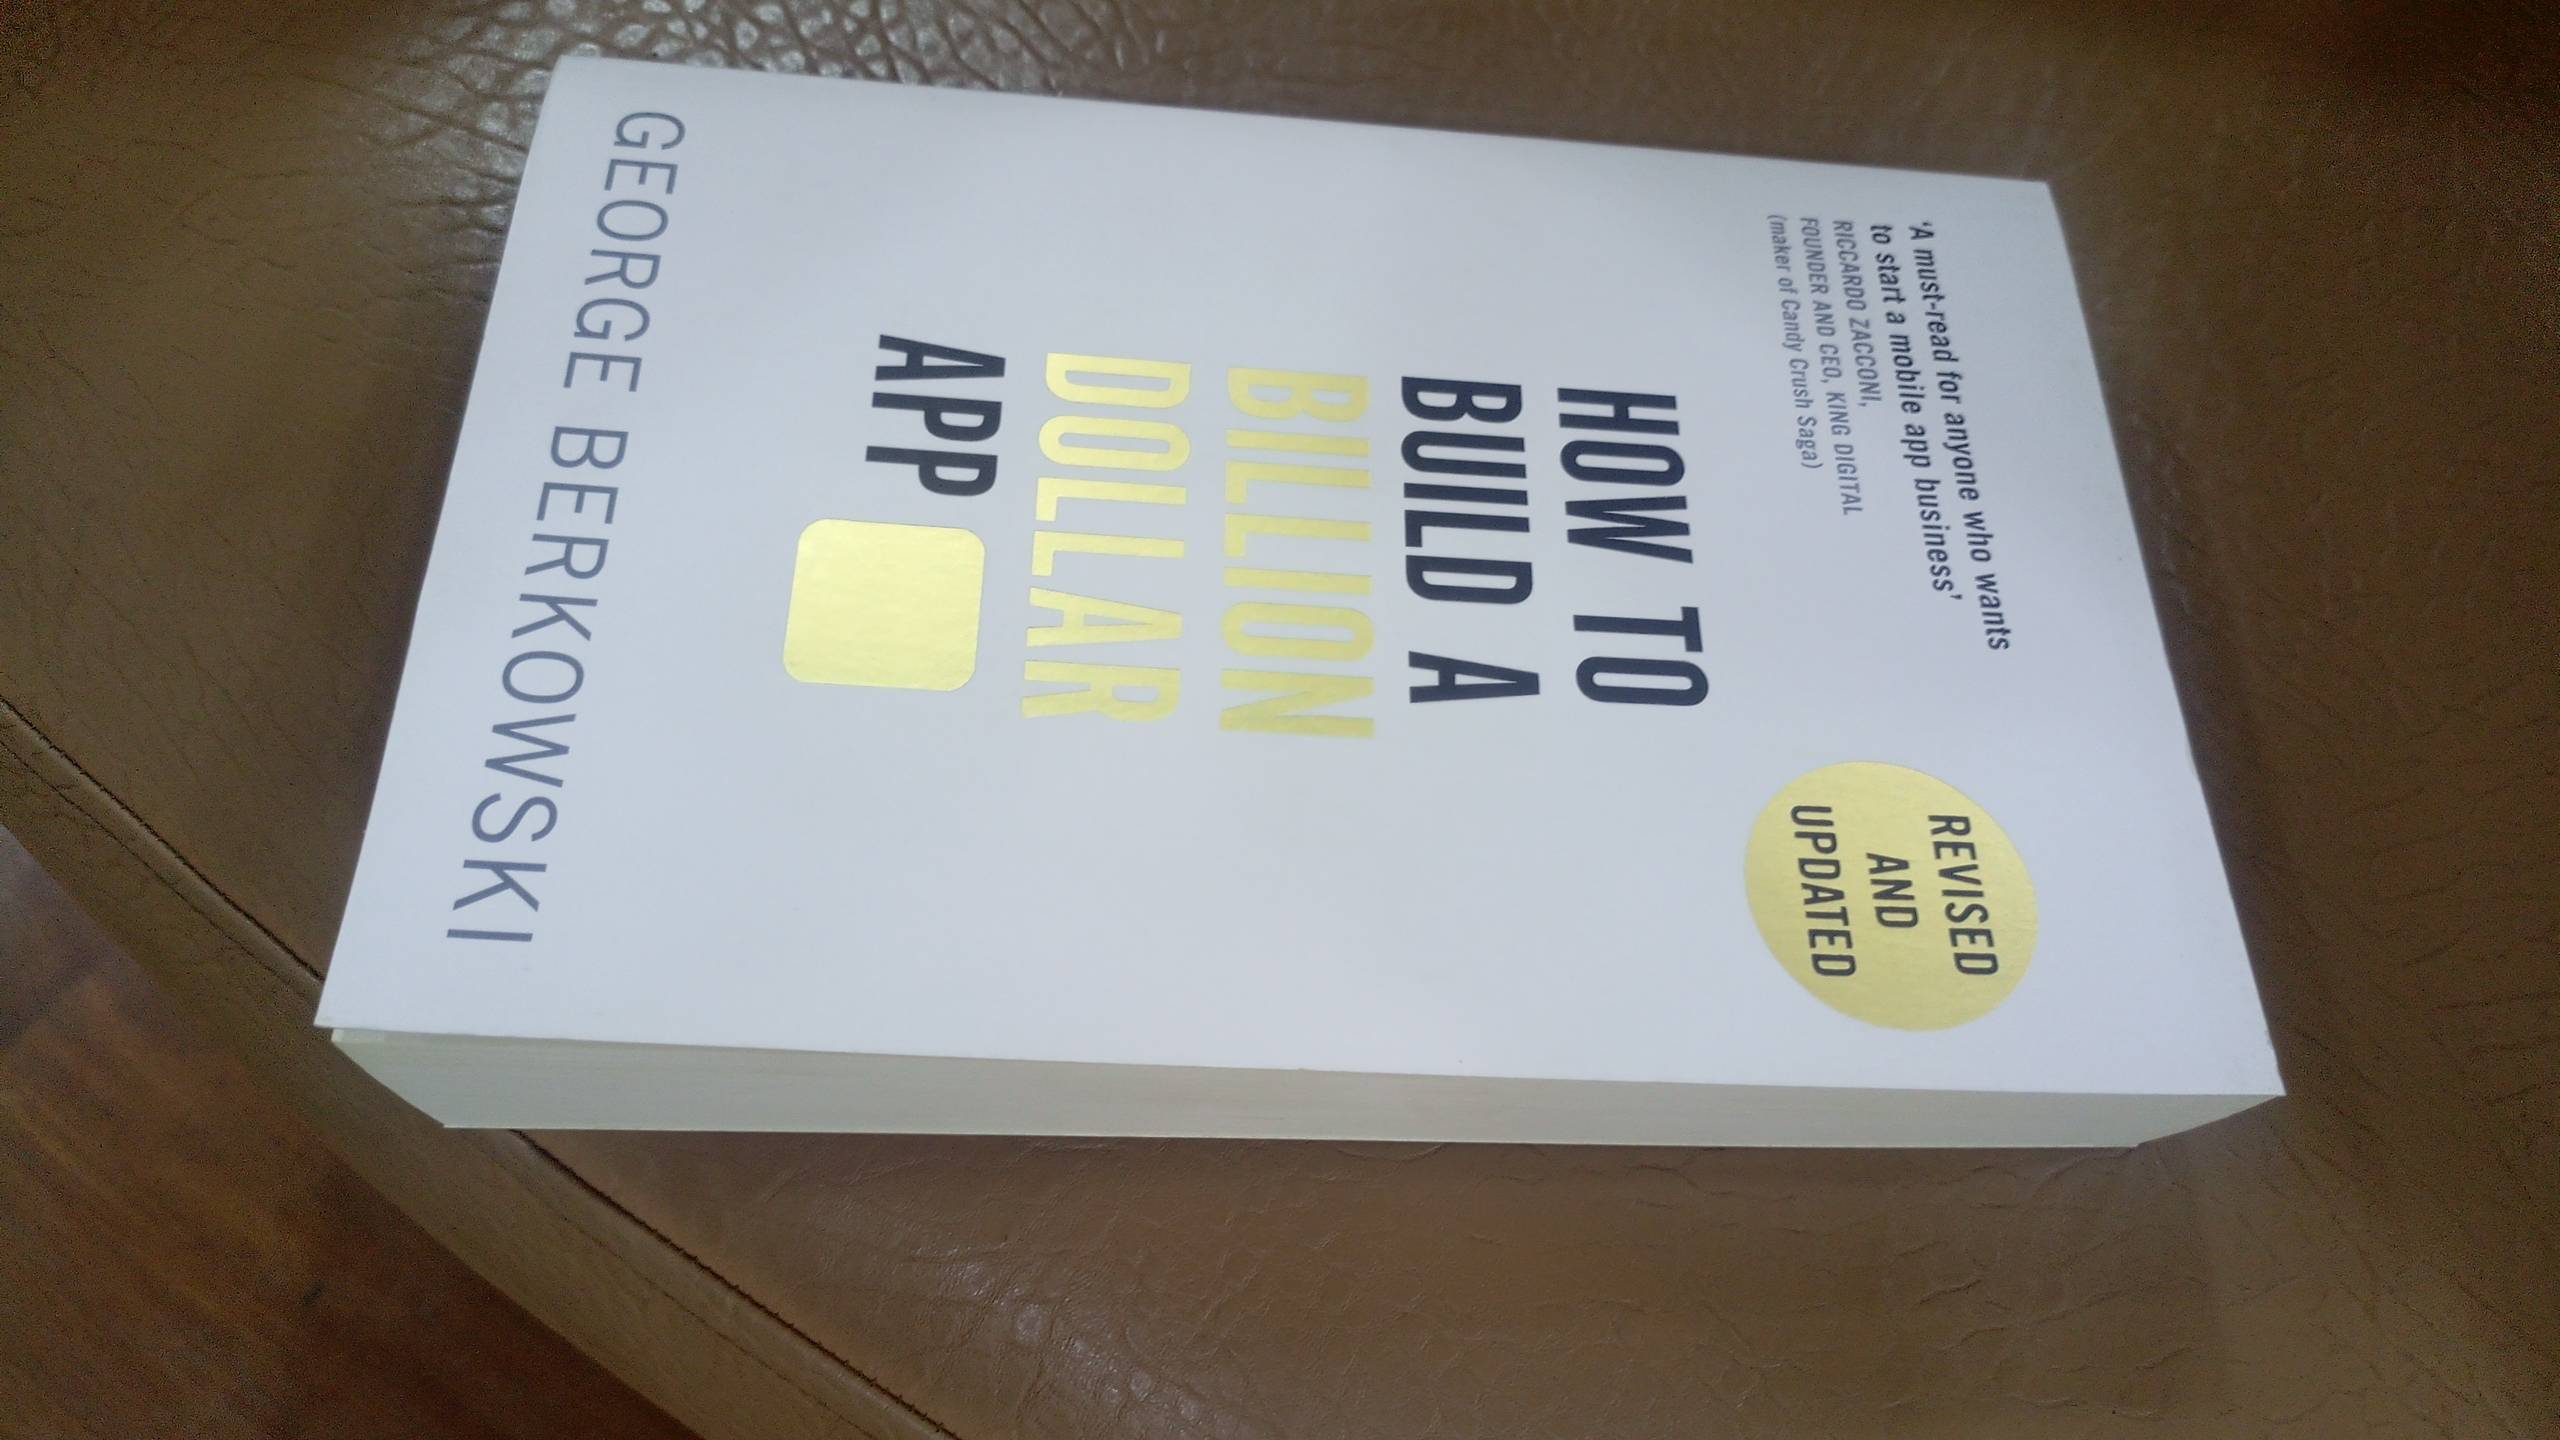 'A must-read for anyone who wants
to start a mobile app business'
RICCARDO ZACCONI,
FOUNDER AND CEO, KING DIGITAL
(maker of Candy Crush Saga)
REVISED
AND
UPDATED
HOW TO
BUILD A
BILLION
DOLLAR
APP
GEORGE BERKOWSKI